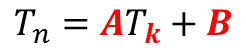 Tₙ = ATₖ + B